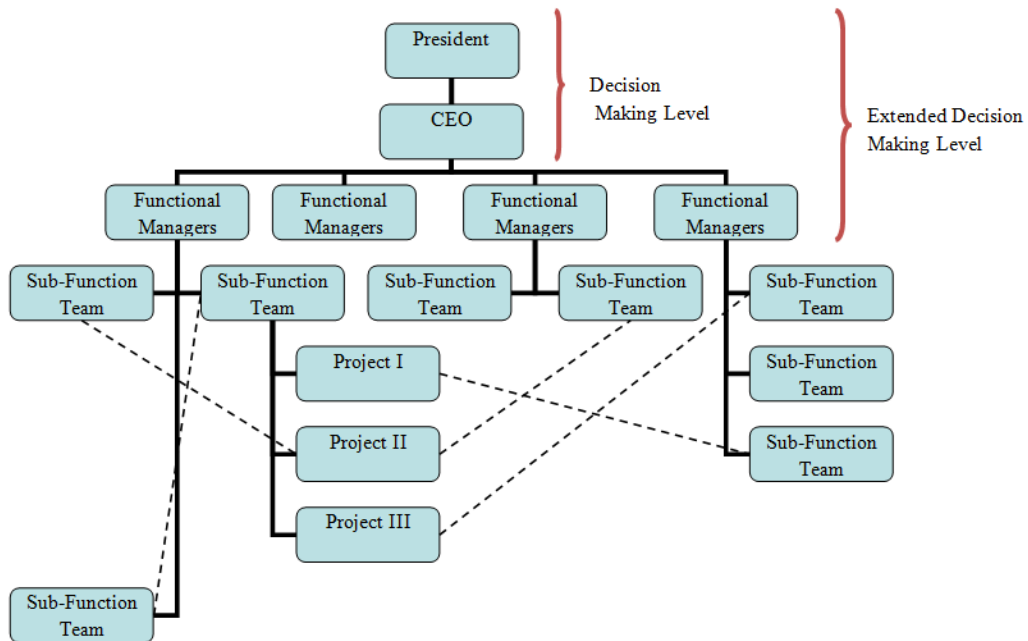 President
Decision
Making Level
CEO
Extended Decision
Making Level
Functional
Managers
Functional
Managers
Functional
Managers
Functional
Managers
Sub-Function
Team
Sub-Function
Team
Sub-Function
Team
Sub-Function
Team
Sub-Function
Team
Project I
Sub-Function
Team
Project II
Sub-Function
Team
Project III
Sub-Function
Team